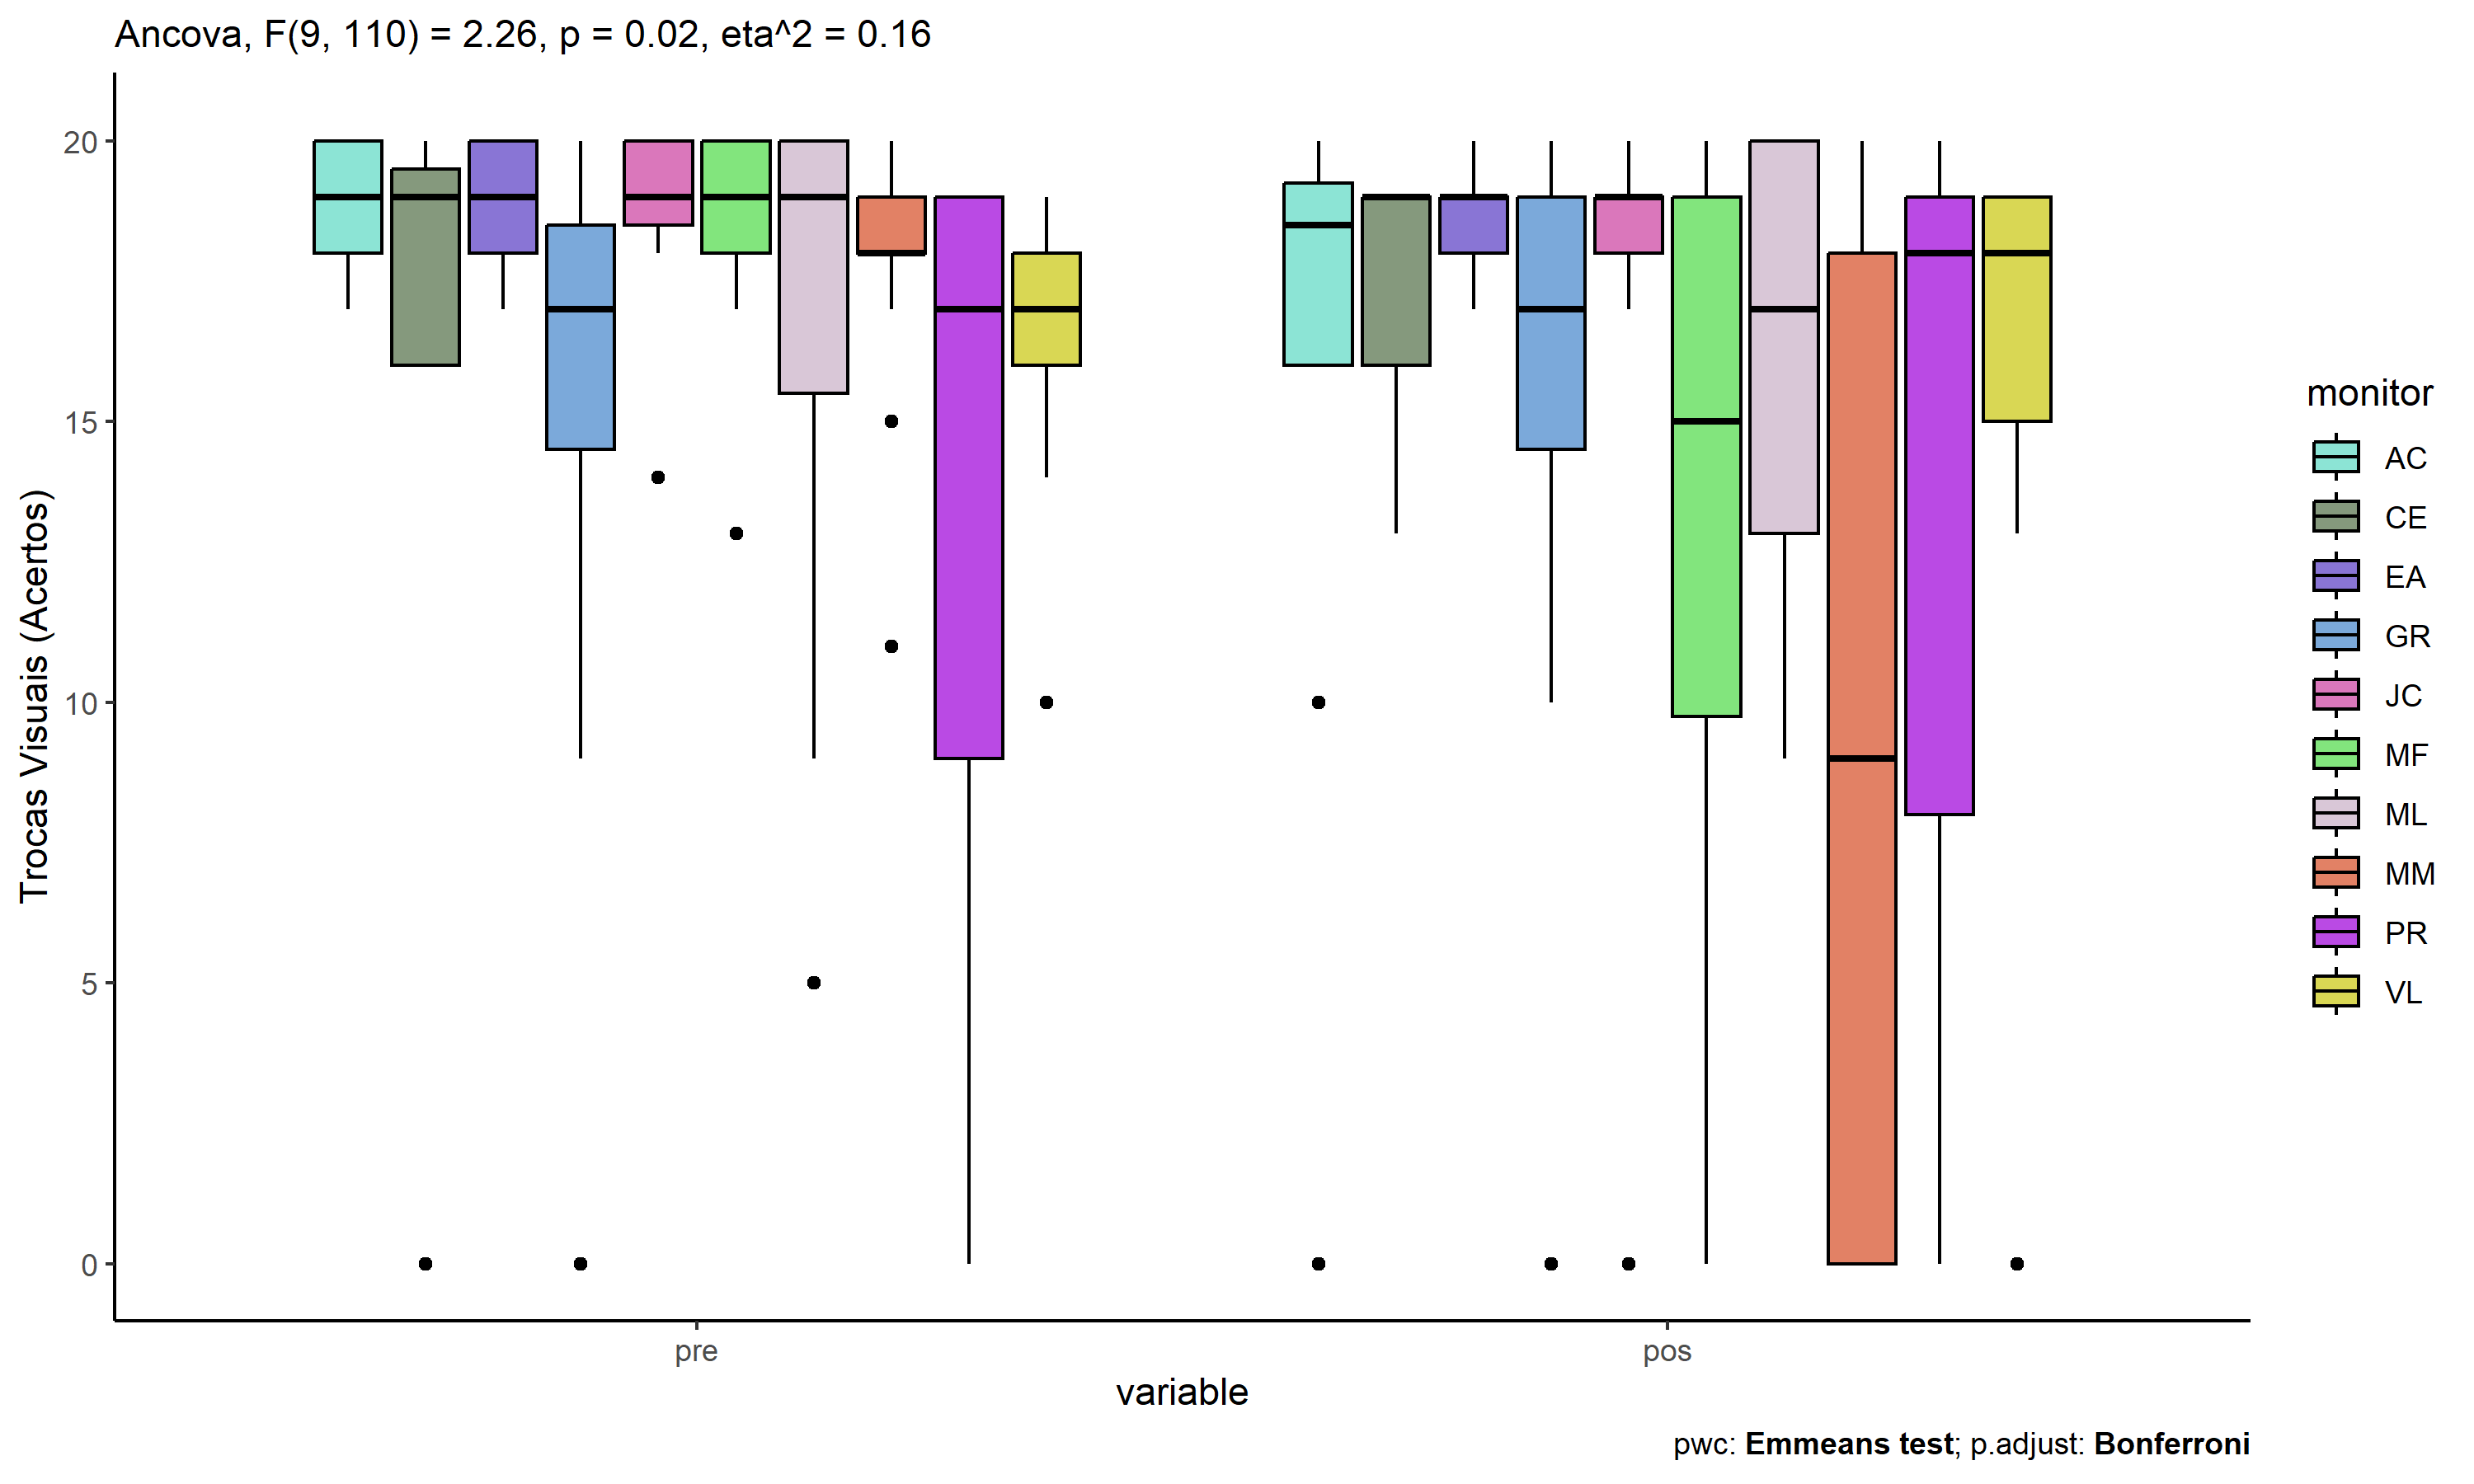 Ancova, F(9, 110) = 2.26, p = 0.02, eta^2 = 0.16
Trocas Visuais (Acertos)
20
15
10
5
0
pre
pos
variable
monitor
AC
CE
EA
GR
JC
MF
ML
MM
PR
VL
pwc: Emmeans test; p.adjust: Bonferroni